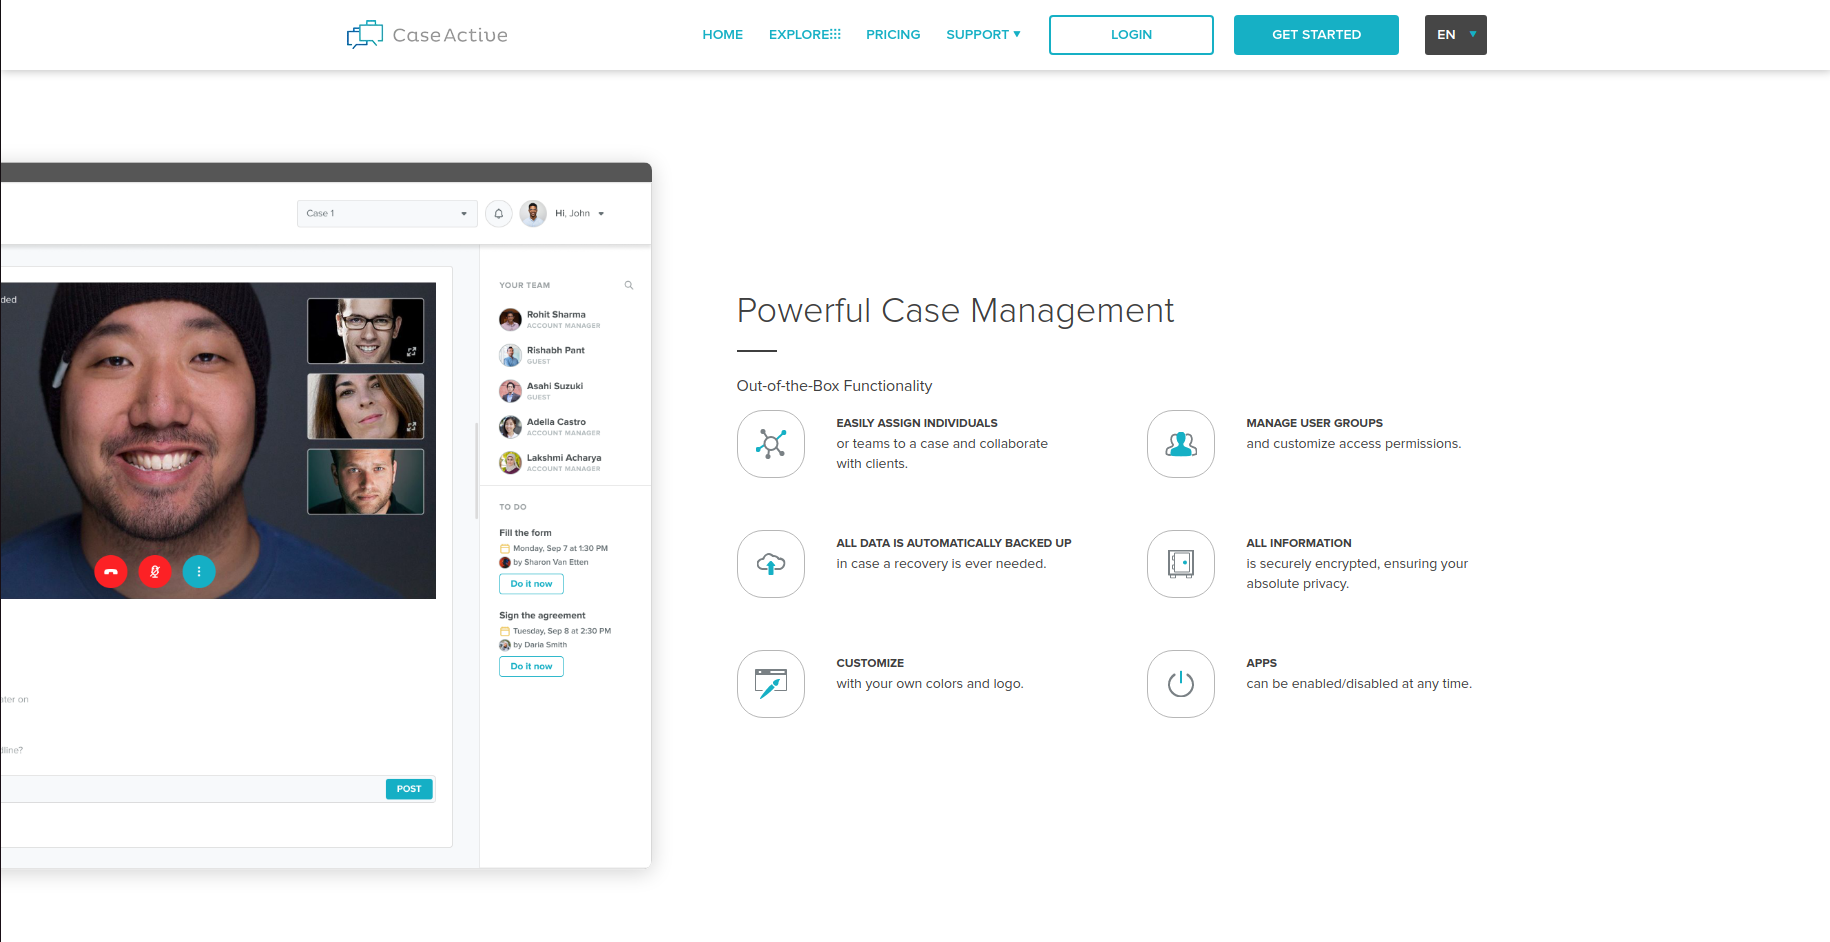 CaseActive
HOME
EXPLORE
PRICING
SUPPORT
LOGIN
GET STARTED
EN
Case 1
Hi, John
ded
YOUR TEAM
Rohit Sharma
ACCOUNT MANAGER
Rishabh Pant
GUEST
Asahi Suzuki
GUEST
Adelia Castro
ACCOUNT MANAGER
Lakshmi Acharya
ACCOUNT MANAGER
TO DO
Fill the form
Monday, Sep 7 at 1:30 PM
by Sharon Van Etten
Do it now
Sign the agreement
Tuesday, Sep 8 at 2:30 PM
by Daria Smith
Do it now
ater on
dline?
POST
Powerful Case Management
Out-of-the-Box Functionality
EASILY ASSIGN INDIVIDUALS
or teams to a case and collaborate
with clients.
MANAGE USER GROUPS
and customize access permissions.
ALL DATA IS AUTOMATICALLY BACKED UP
in case a recovery is ever needed.
ALL INFORMATION
is securely encrypted, ensuring your
absolute privacy.
CUSTOMIZE
with your own colors and logo.
APPS
can be enabled/disabled at any time.